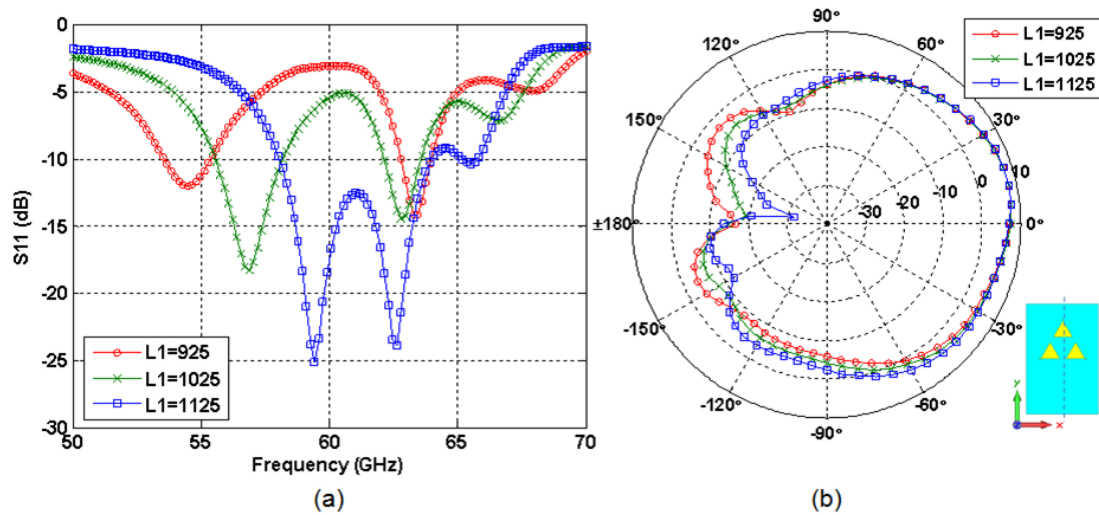 0
-5
-10
-15
-20
-25
-30
S11 (dB)
50
55
60
65
70
Frequency (GHz)
L1=925
L1=1025
L1=1125
(a)
90°
120°
60°
150°
30°
±180°
0°
-150°
-30°
-120°
-60°
-90°
-30
-20
-10
0
10
L1=925
L1=1025
L1=1125
y
x
(b)